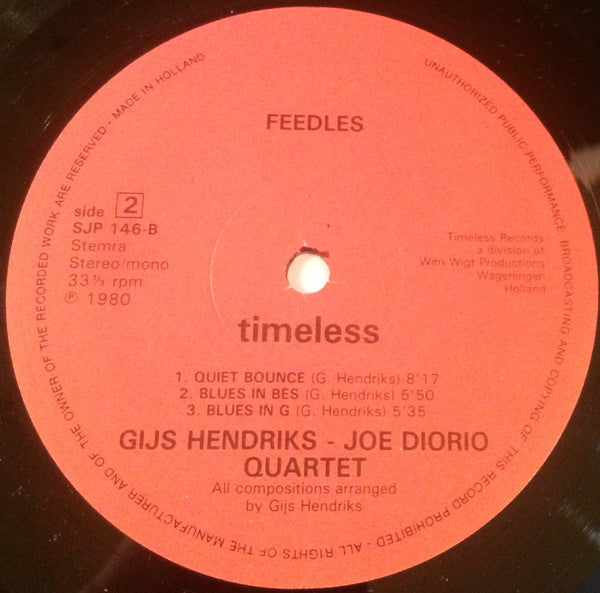 FEEDLES
side 2
SJP 146-B
Stemra
Stereo/mono
33⅓ rpm
℗ 1980
Timeless Records
a division of
Wim Wigt Productions
Wageningen
Holland
timeless
1. QUIET BOUNCE (G. Hendriks) 8'17
2. BLUES IN BES (G. Hendriks) 5'50
3. BLUES IN G (G. Hendriks) 5'35
GIJS HENDRIKS - JOE DIORIO
QUARTET
All compositions arranged
by Gijs Hendriks
UNAUTHORIZED PUBLIC PERFORMANCE, BROADCASTING AND COPYING OF THIS RECORD PROHIBITED - ALL RIGHTS OF THE MANUFACTURER AND OF THE OWNER OF THE RECORDED WORK ARE RESERVED - MADE IN HOLLAND